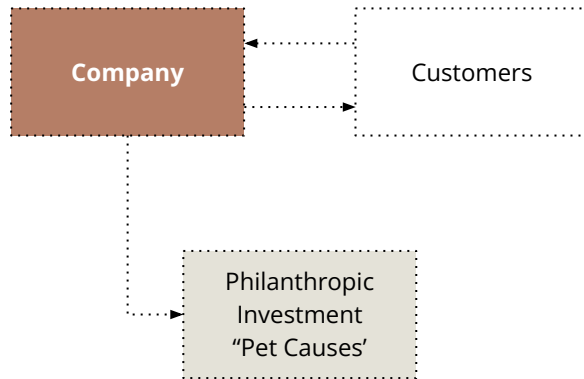 Company
Customers
Philanthropic
Investment
“Pet Causes’